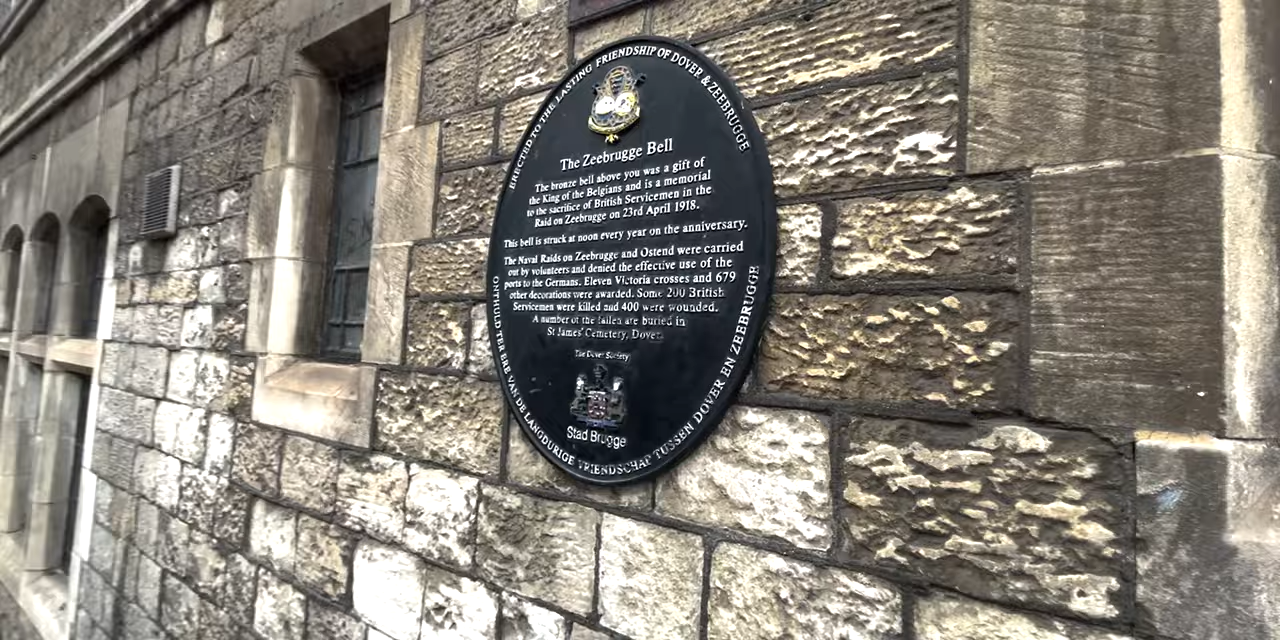 ERECTED TO THE LASTING FRIENDSHIP OF DOVER & ZEEBRUGGE
The Zeebrugge Bell
The bronze bell above you was a gift of
the King of the Belgians and is a memorial
to the sacrifice of British Servicemen in the
Raid on Zeebrugge on 23rd April 1918.
This bell is struck at noon every year on the anniversary.
The Naval Raids on Zeebrugge and Ostend were carried
out by volunteers and denied the effective use of the
ports to the Germans. Eleven Victoria crosses and 679
other decorations were awarded. Some 200 British
Servicemen were killed and 400 were wounded.
A number of the fallen are buried in
St James' Cemetery, Dover.
The Dover Society
Stad Brugge
ONTHULD TER ERE VAN DE LANGDURIGE VRIENDSCHAP TUSSEN DOVER EN ZEEBRUGGE